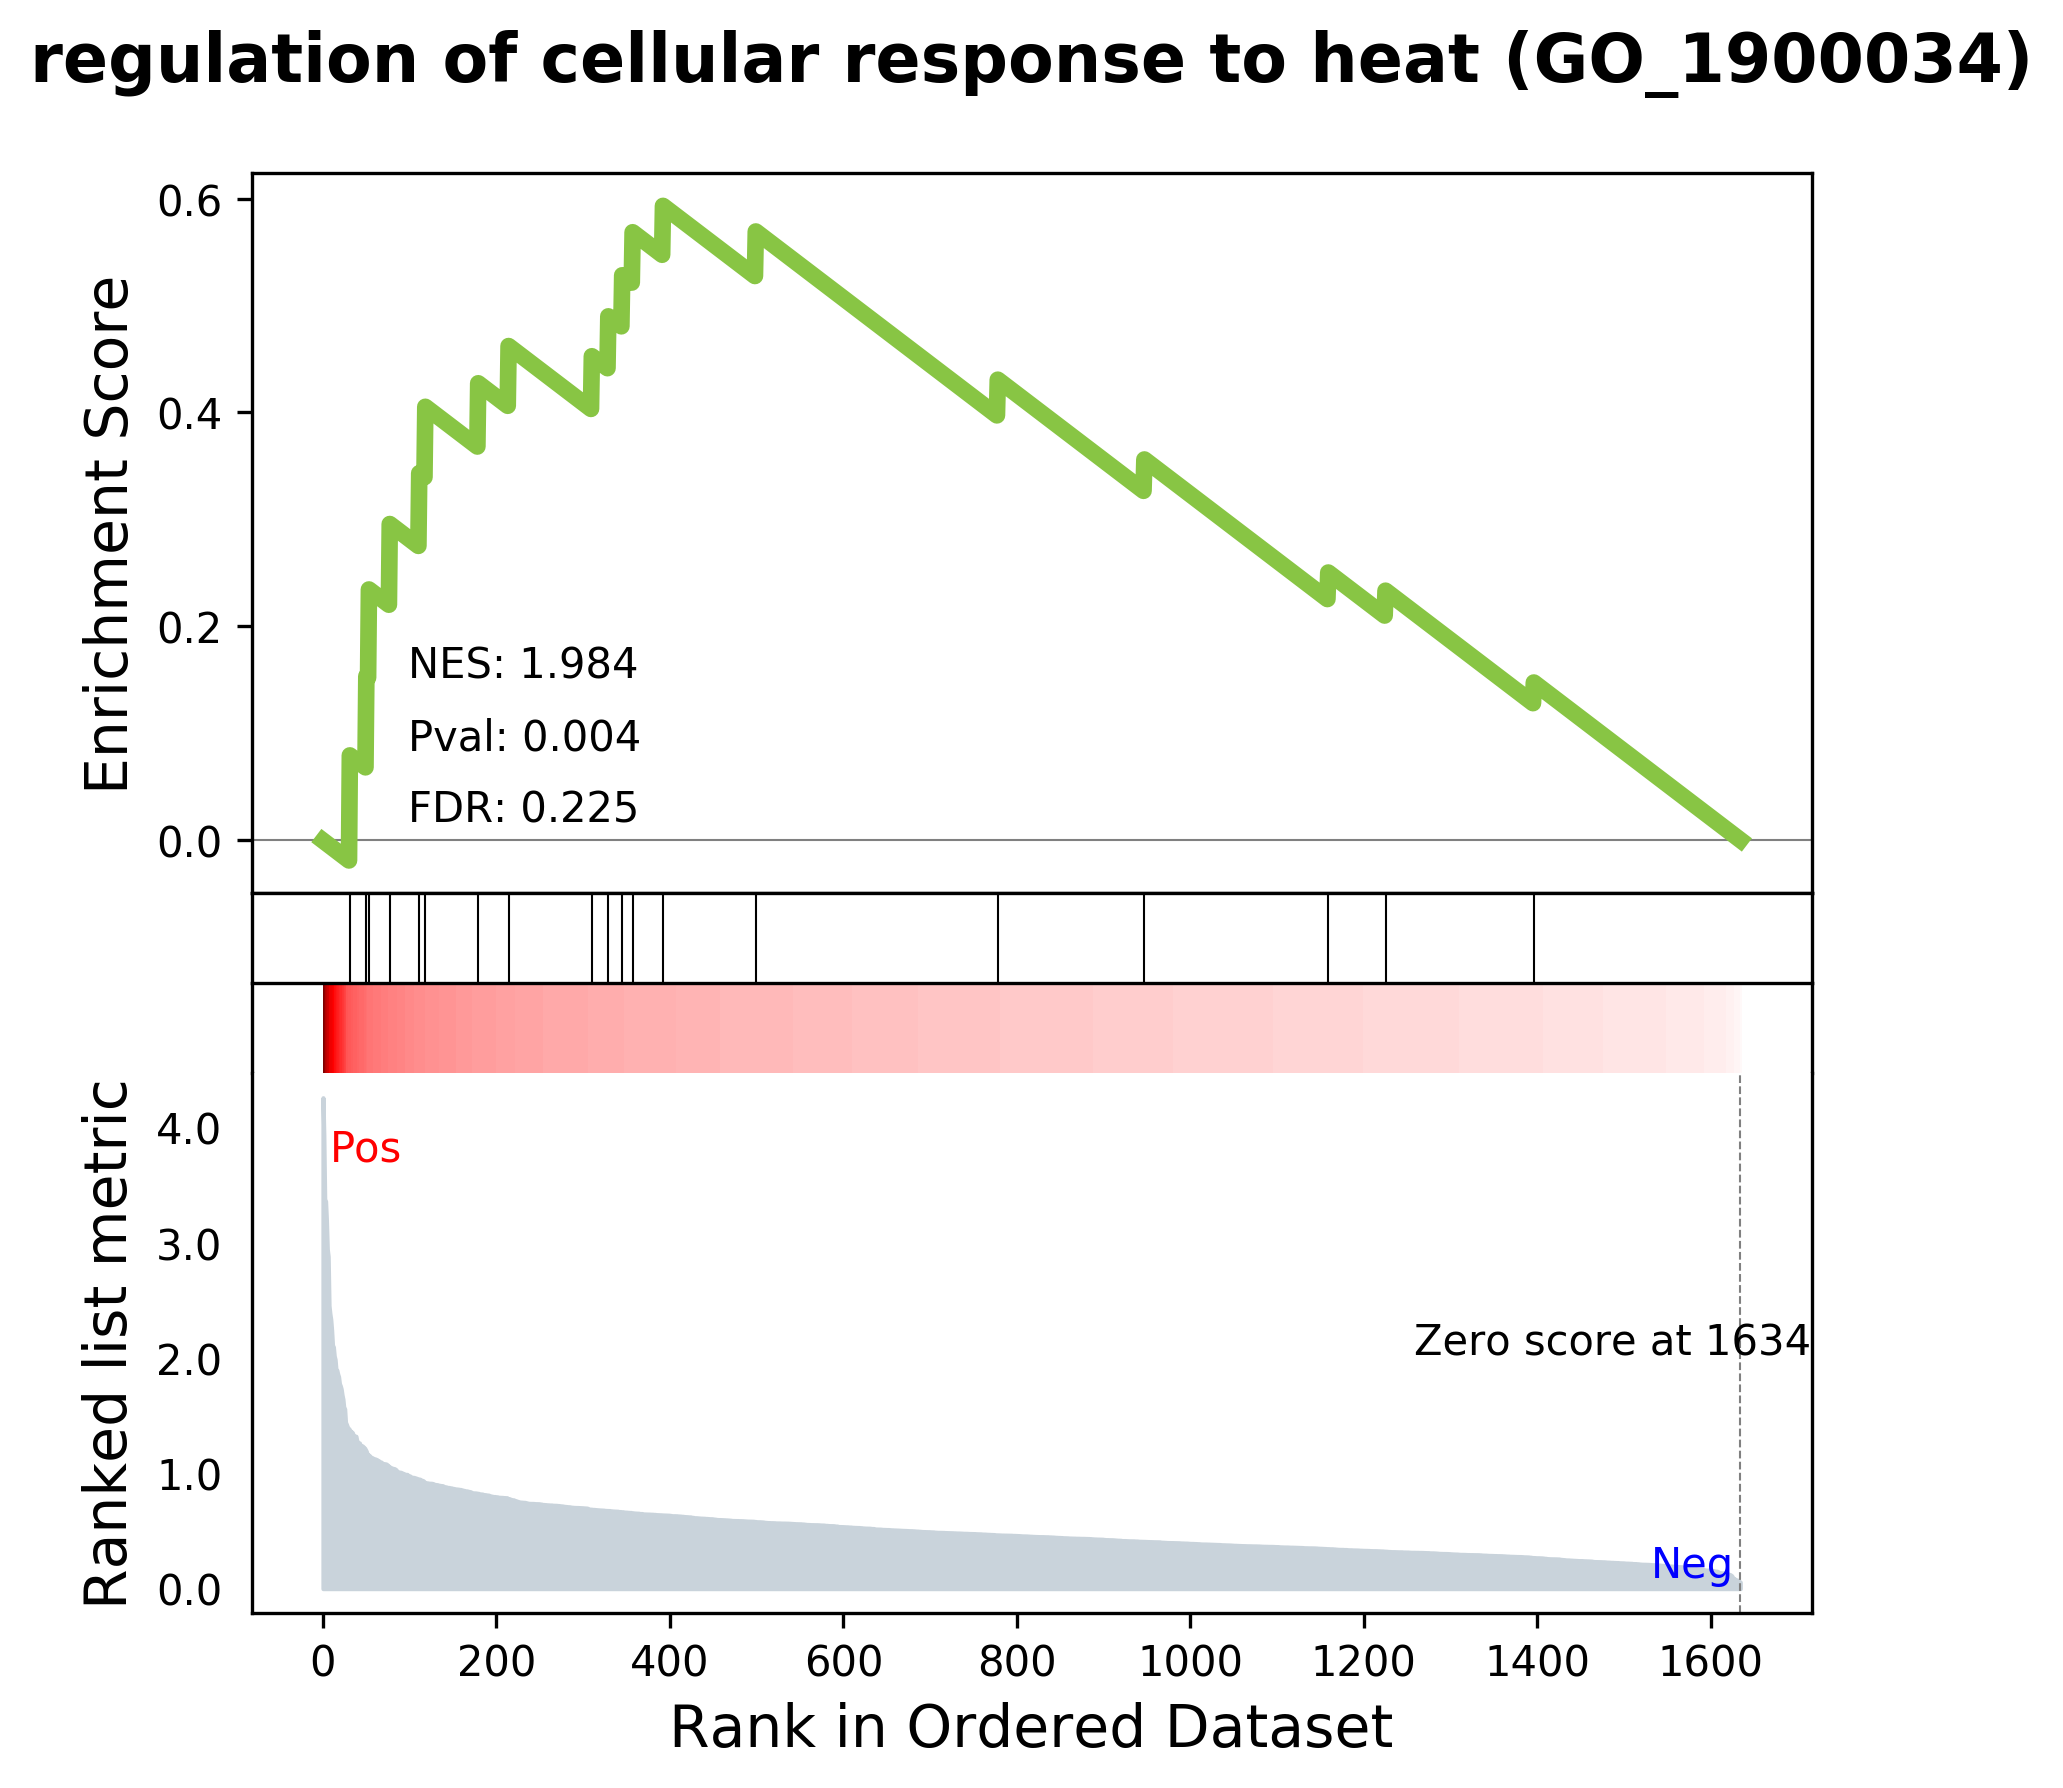 regulation of cellular response to heat (GO_1900034)
Enrichment Score
0.6
0.4
0.2
0.0
NES: 1.984
Pval: 0.004
FDR: 0.225
Ranked list metric
4.0
3.0
2.0
1.0
0.0
Pos
Zero score at 1634
Neg
0 200 400 600 800 1000 1200 1400 1600
Rank in Ordered Dataset